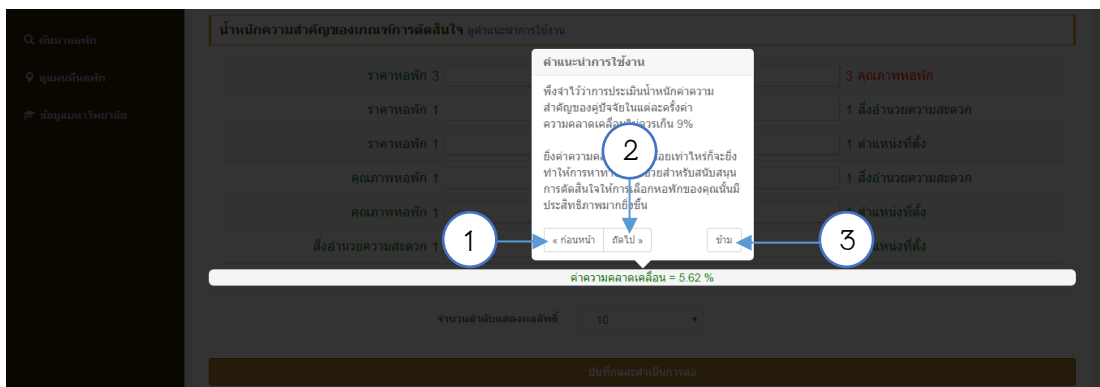 น้ำหนักความสำคัญของเกณฑ์การตัดสินใจ ดูคำแนะนำการใช้งาน
ค้นหาหอพัก
ดูแผนที่หอพัก
ข้อมูลมหาวิทยาลัย
ราคาหอพัก 3
3 คุณภาพหอพัก
ราคาหอพัก 1
1 สิ่งอำนวยความสะดวก
ราคาหอพัก 1
1 ตำแหน่งที่ตั้ง
คุณภาพหอพัก 1
1 สิ่งอำนวยความสะดวก
คุณภาพหอพัก 1
1 ตำแหน่งที่ตั้ง
สิ่งอำนวยความสะดวก 1
ตำแหน่งที่ตั้ง
คำแนะนำการใช้งาน
พึงจำไว้ว่าการประเมินน้ำหนักค่าความ
สำคัญของคู่ปัจจัยในแต่ละครั้งค่า
ความคลาดเคลื่อนไม่ควรเกิน 9%
ยิ่งค่าความ น้อยเท่าไหร่ก็จะยิ่ง
ทำให้การ ช่วยสำหรับสนับสนุน
การตัดสินใจให้การเลือกหอพักของคุณนั้นมี
ประสิทธิภาพมากยิ่งขึ้น
« ก่อนหน้า
ถัดไป »
ข้าม
1
2
3
ค่าความคลาดเคลื่อน = 5.62 %
จำนวนลำดับแสดงผลลัพธ์
10
บันทึกและดำเนินการต่อ